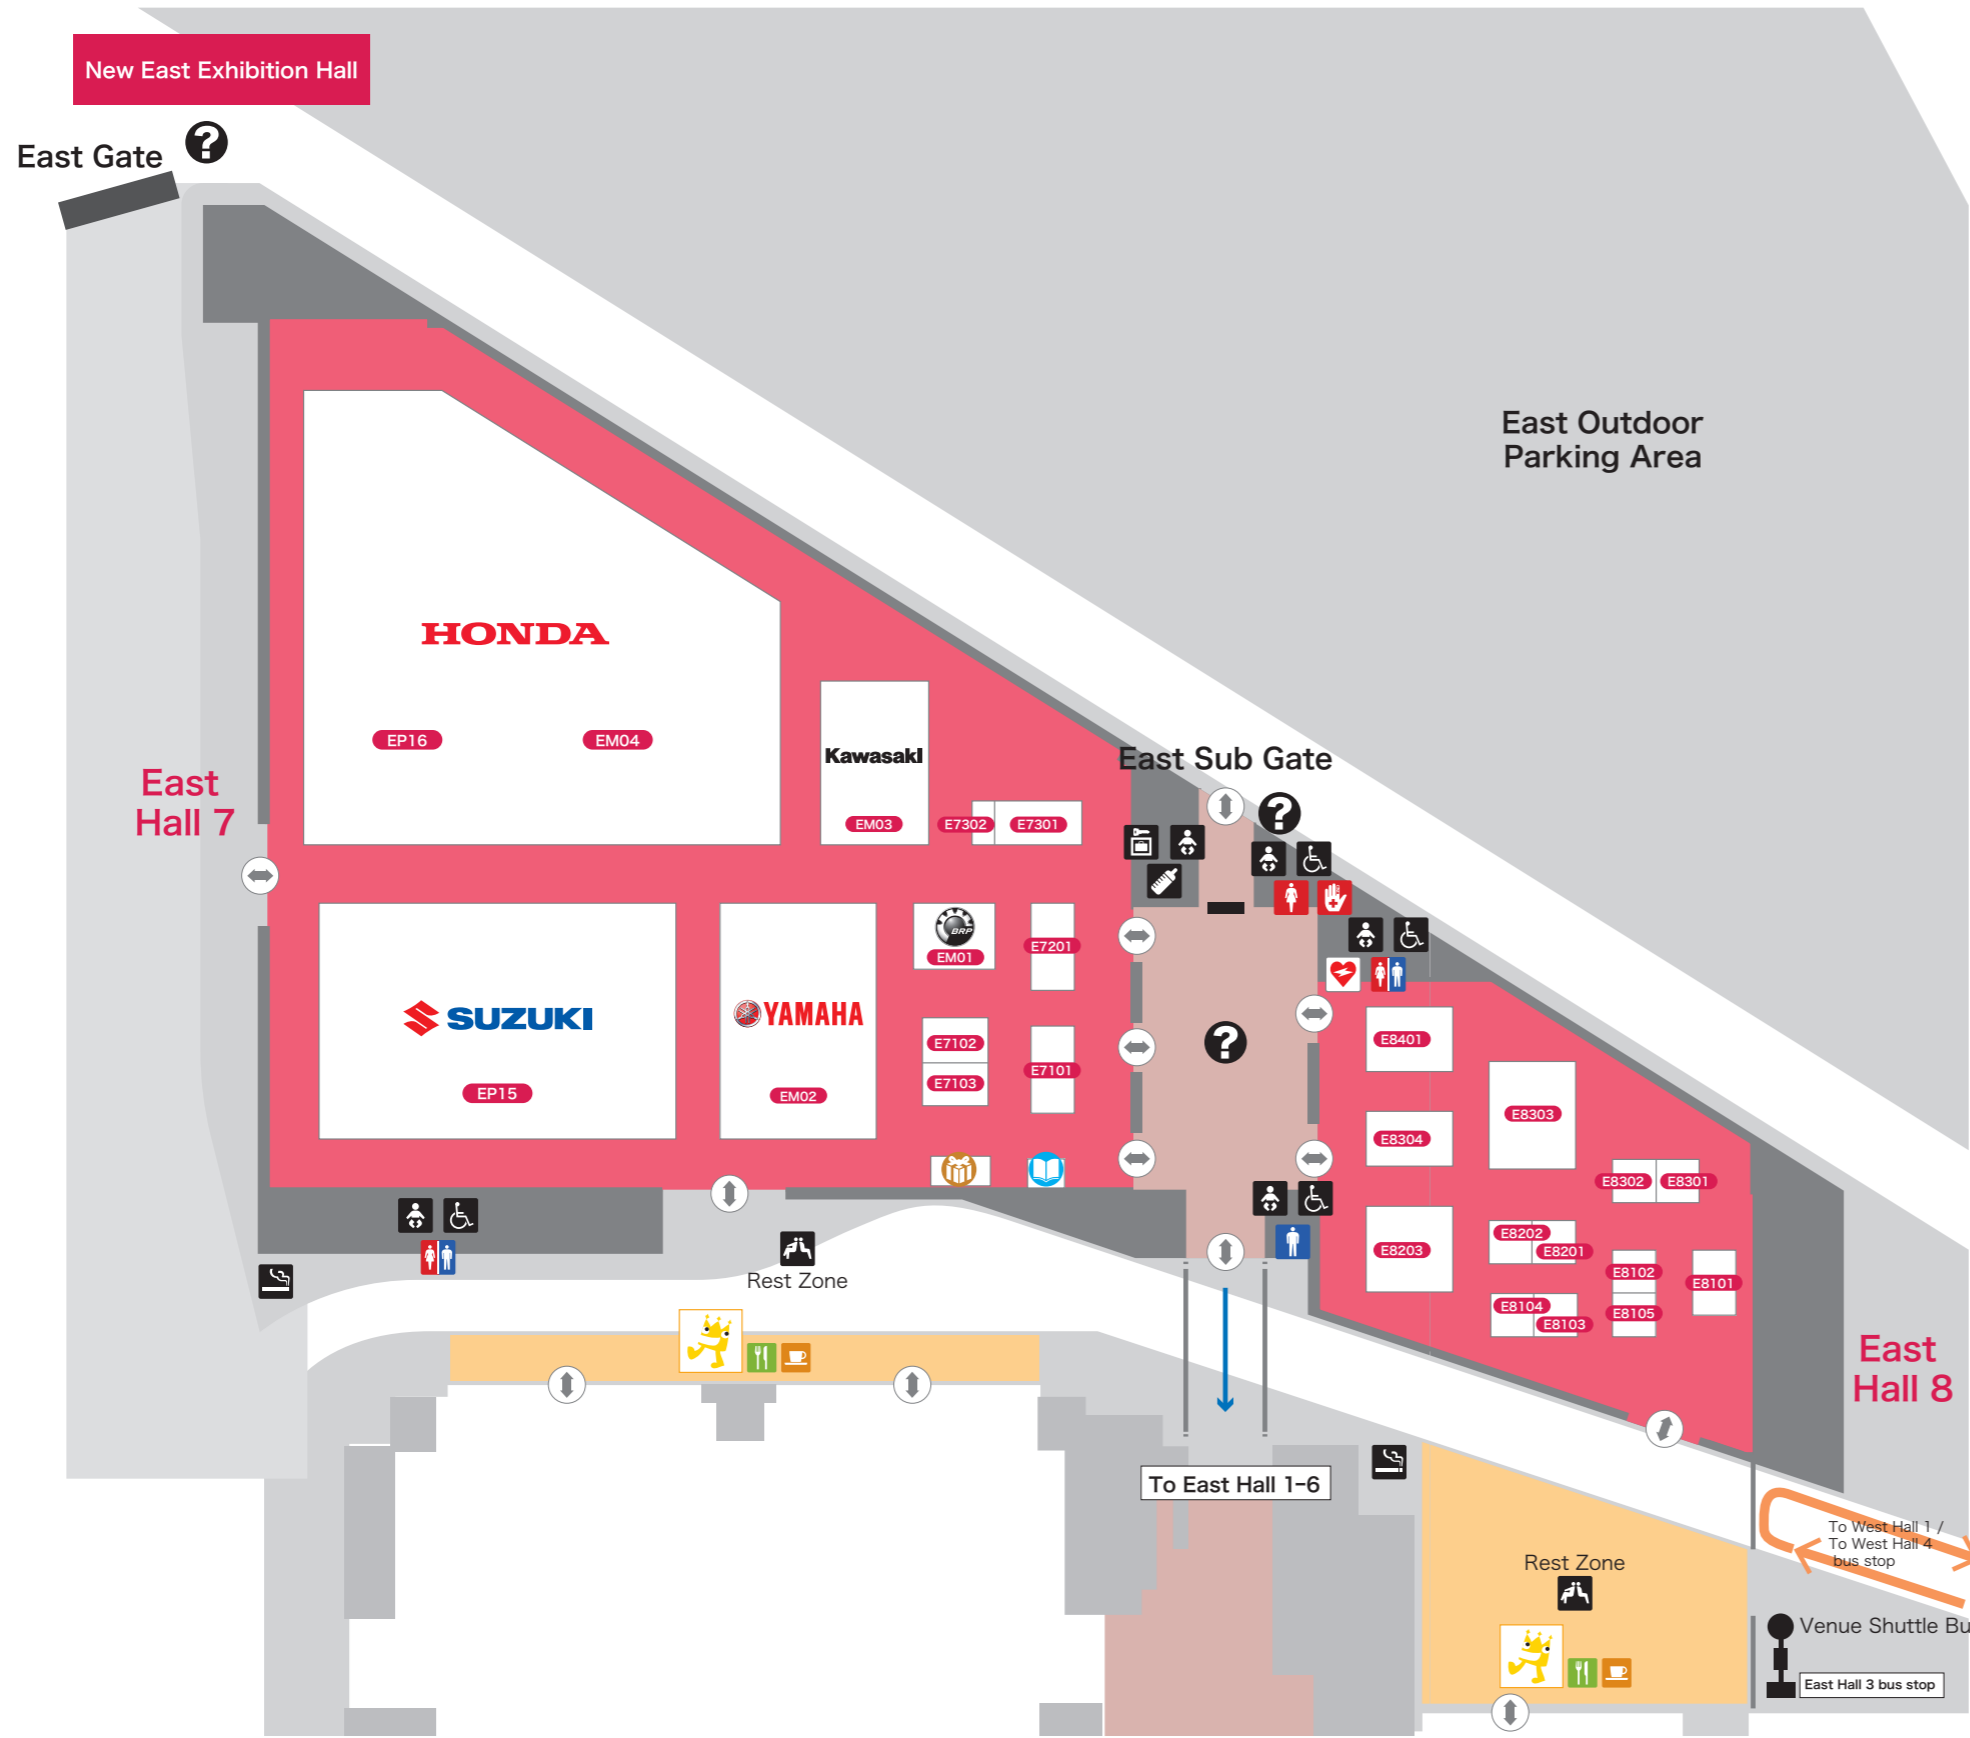 New East Exhibition Hall
East Gate
?
East Outdoor
Parking Area
HONDA
EP16
EM04
Kawasaki
EM03
E7302
E7301
East
Hall 7
East Sub Gate
?
BRP
EM01
E7201
SUZUKI
EP15
YAMAHA
EM02
E7102
E7103
E7101
?
E8401
E8303
E8304
E8302
E8301
E8203
E8202
E8201
E8102
E8101
E8104
E8103
E8105
Rest Zone
East
Hall 8
To East Hall 1-6
To West Hall 1 /
To West Hall 4
bus stop
Rest Zone
Venue Shuttle Bu
East Hall 3 bus stop